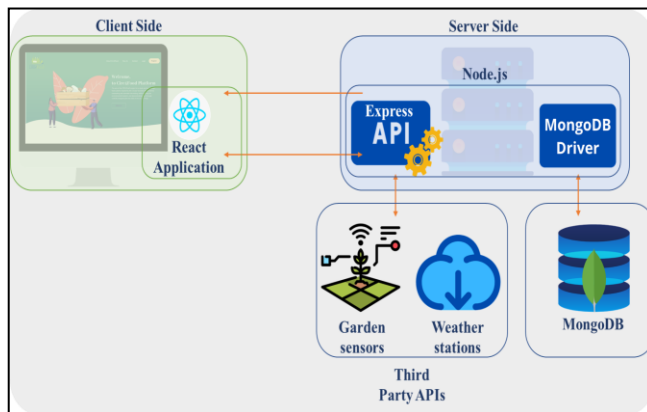 Client Side
Server Side
Node.js
Express
API
MongoDB
Driver
React
Application
Garden
sensors
Weather
stations
MongoDB
Third
Party APIs